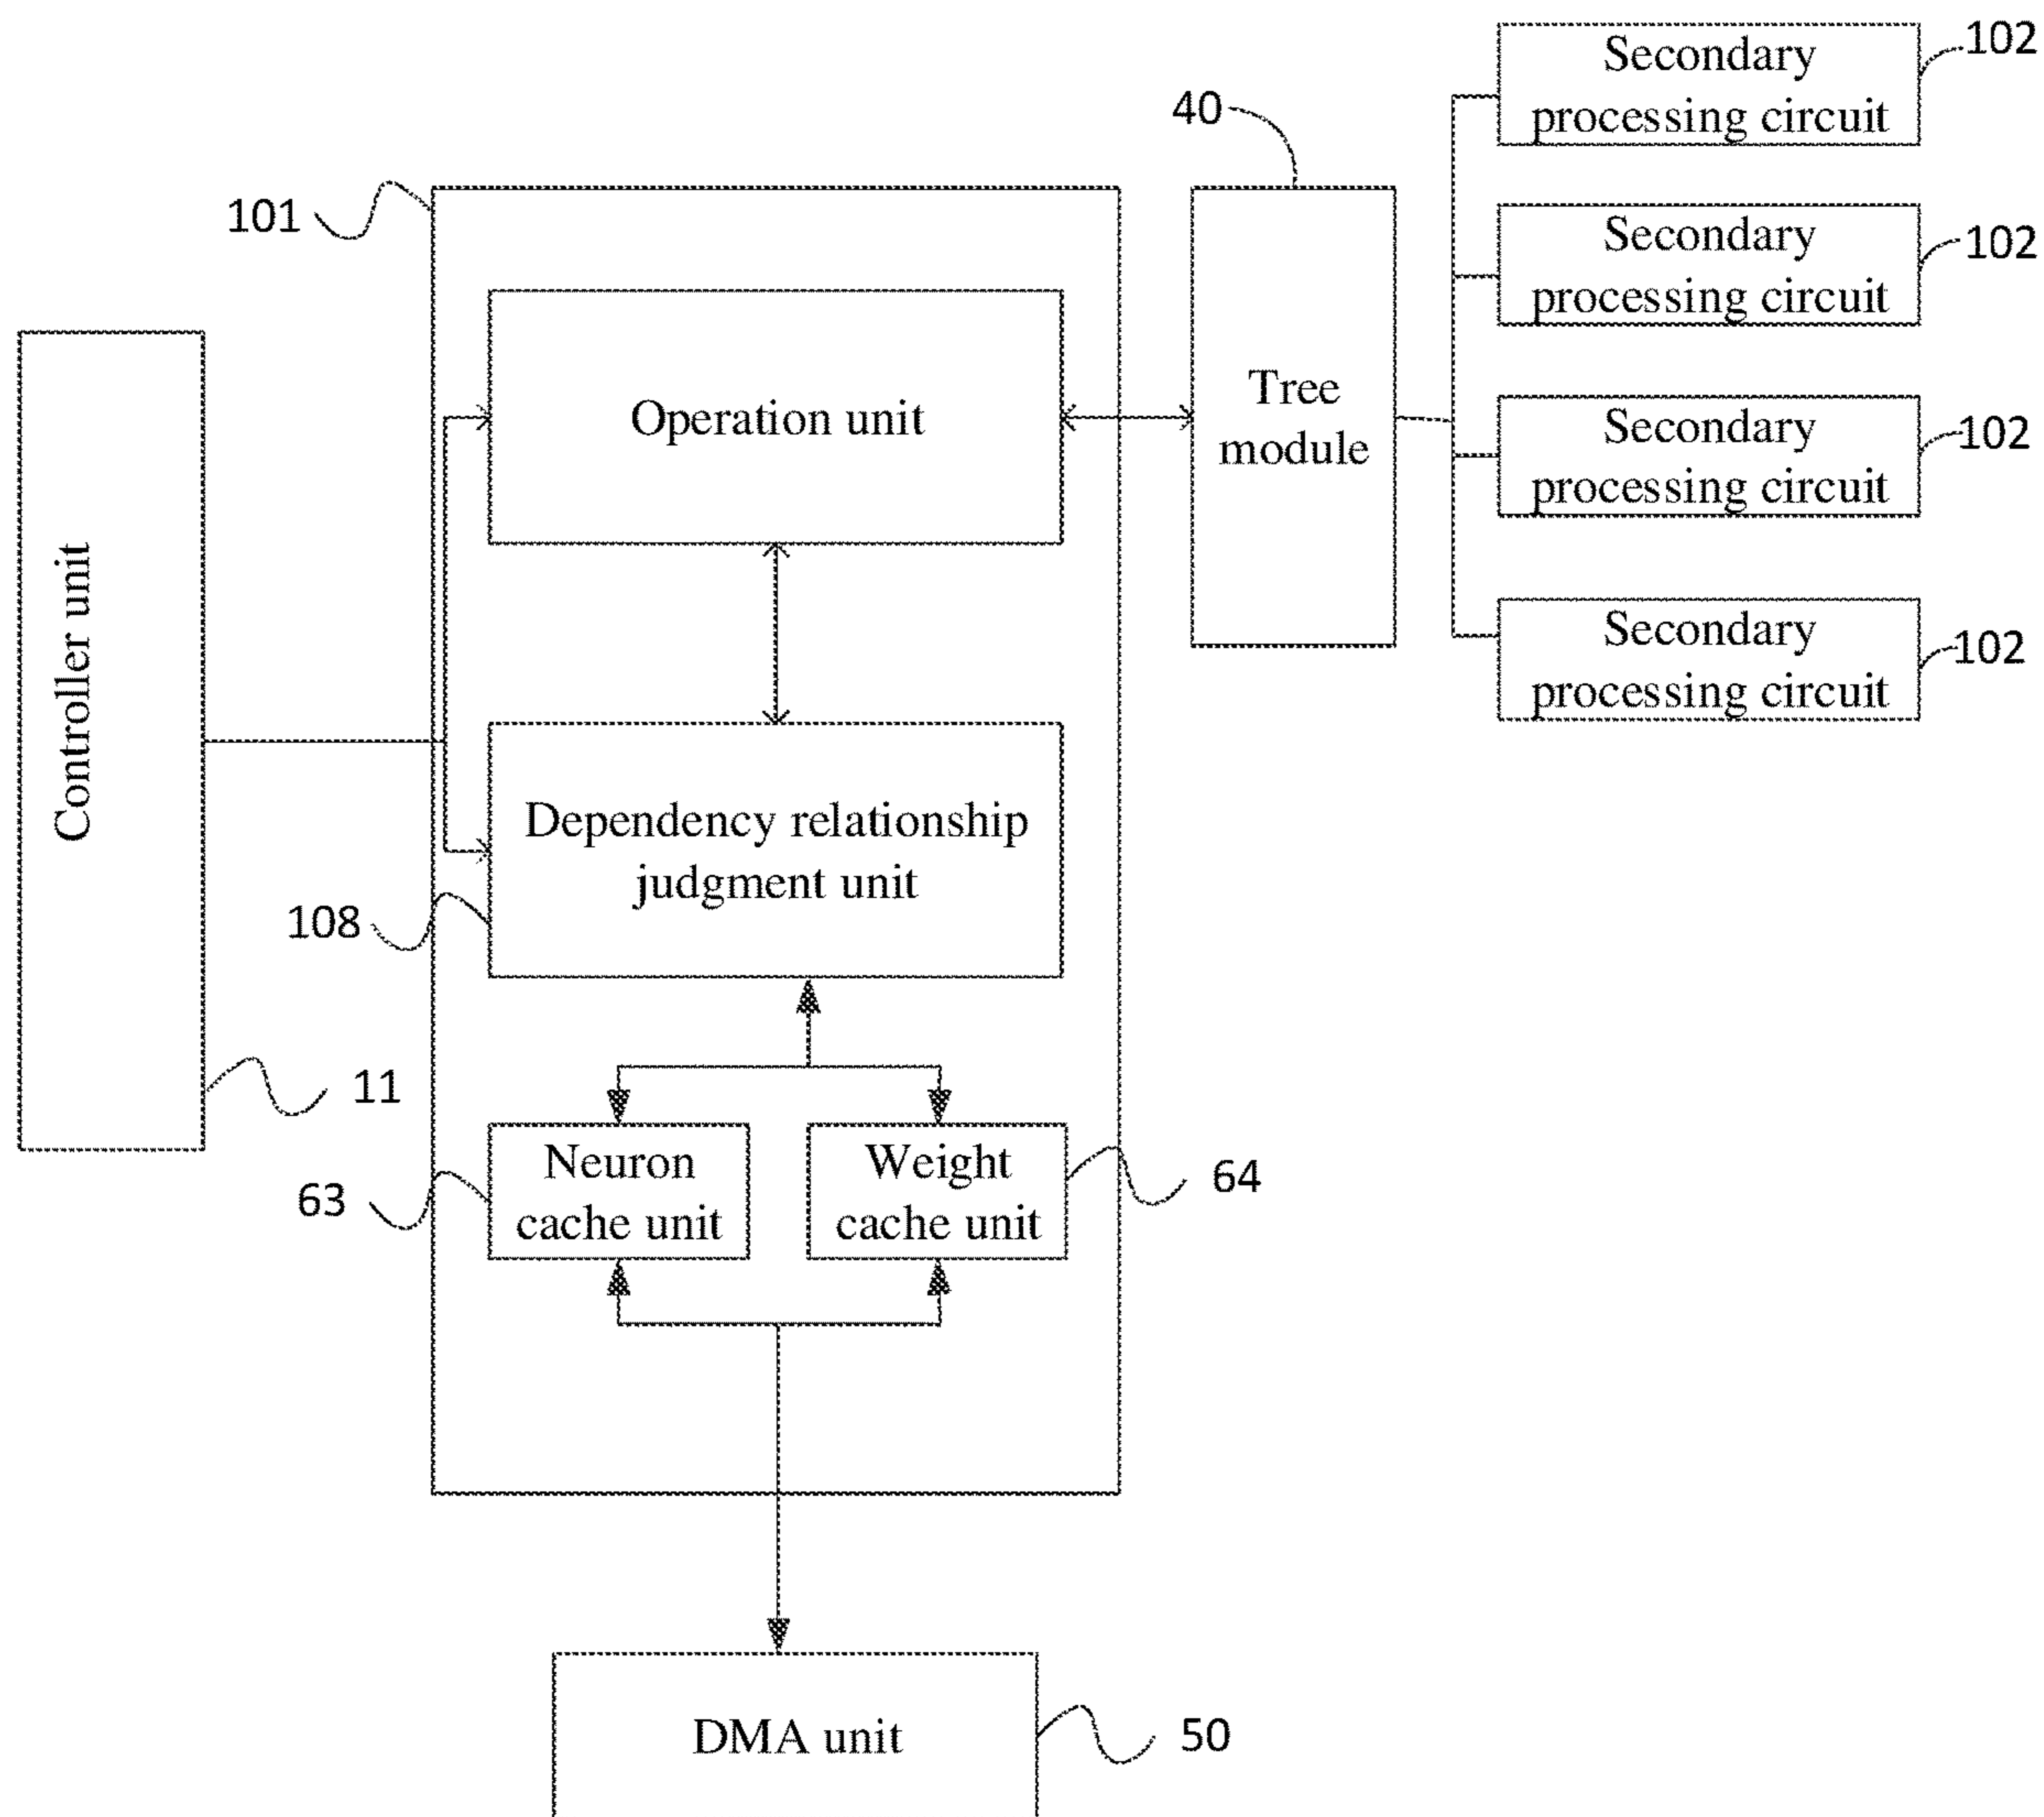 Secondary
processing circuit
102
40
Secondary
processing circuit
102
101
Tree
module
Operation unit
Secondary
processing circuit
102
Controller unit
Secondary
processing circuit
102
Dependency relationship
judgment unit
108
11
Neuron
cache unit
63
Weight
cache unit
64
DMA unit
50